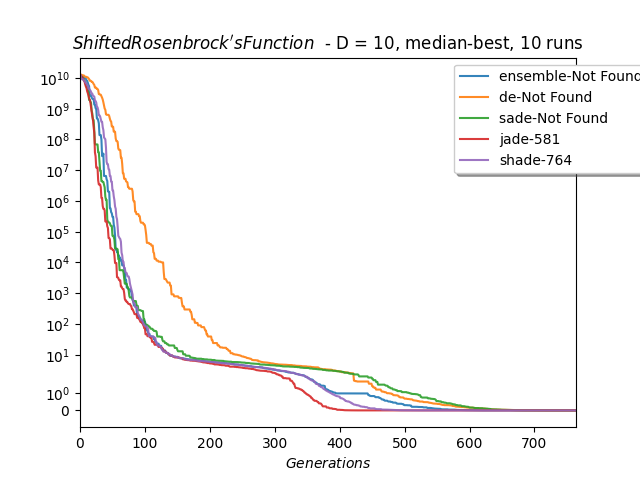 ShiftedRosenbrock'sFunction - D = 10, median-best, 10 runs
ensemble-Not Found
de-Not Found
sade-Not Found
jade-581
shade-764
10^10
10^9
10^8
10^7
10^6
10^5
10^4
10^3
10^2
10^1
10^0
0
0 100 200 300 400 500 600 700
Generations